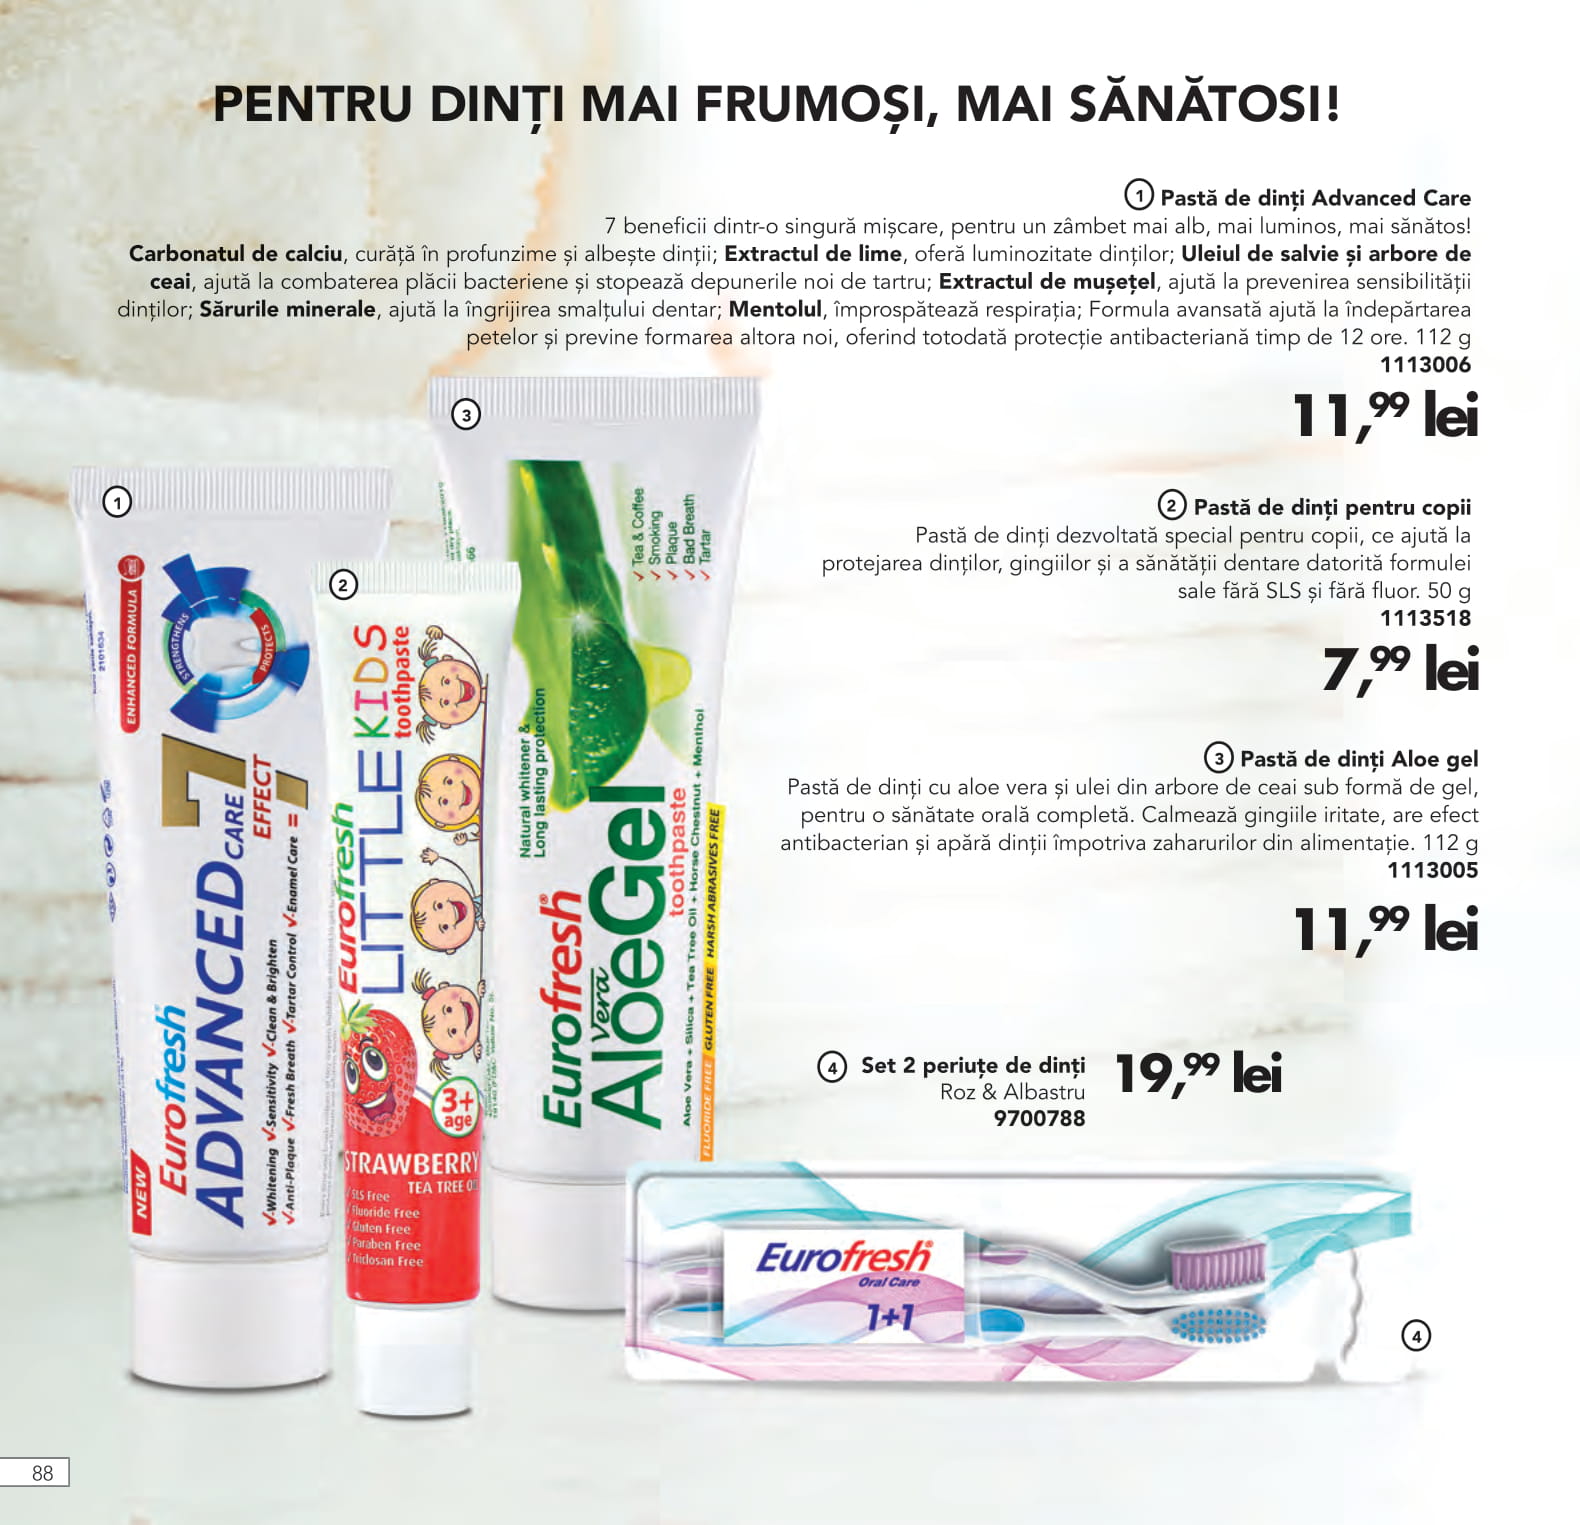 PENTRU DINȚI MAI FRUMOȘI, MAI SĂNĂTOSI!
1 Pastă de dinți Advanced Care
7 beneficii dintr-o singură mișcare, pentru un zâmbet mai alb, mai luminos, mai sănătos!
Carbonatul de calciu, curăță în profunzime și albește dinții; Extractul de lime, oferă luminozitate dinților; Uleiul de salvie și arbore de
ceai, ajută la combaterea plăcii bacteriene și stopează depunerile noi de tartru; Extractul de mușețel, ajută la prevenirea sensibilității
dinților; Sărurile minerale, ajută la îngrijirea smalțului dentar; Mentolul, împrospătează respirația; Formula avansată ajută la îndepărtarea
petelor și previne formarea altora noi, oferind totodată protecție antibacteriană timp de 12 ore. 112 g
1113006
11,99 lei
2 Pastă de dinți pentru copii
Pastă de dinți dezvoltată special pentru copii, ce ajută la
protejarea dinților, gingiilor și a sănătății dentare datorită formulei
sale fără SLS și fără fluor. 50 g
1113518
7,99 lei
3 Pastă de dinți Aloe gel
Pastă de dinți cu aloe vera și ulei din arbore de ceai sub formă de gel,
pentru o sănătate orală completă. Calmează gingiile iritate, are efect
antibacterian și apără dinții împotriva zaharurilor din alimentație. 112 g
1113005
11,99 lei
4 Set 2 periuțe de dinți
Roz & Albastru
9700788
19,99 lei
1
2101634
ENHANCED FORMULA
STRENGTHENS
PROTECTS
NEW
Eurofresh
ADVANCED CARE 7
EFFECT
✓-Whitening ✓-Sensitivity ✓-Clean & Brighten
✓-Anti-Plaque ✓-Fresh Breath ✓-Tartar Control ✓-Enamel Care =
2
Eurofresh
LITTLE KIDS
toothpaste
3+
age
STRAWBERRY
TEA TREE
✓ SLS Free
✓ Fluoride Free
✓ Gluten Free
✓ Paraben Free
✓ Triclosan Free
3
✓ Tea & Coffee
✓ Smoking
✓ Plaque
✓ Bad Breath
✓ Tartar
Natural whitener &
Long lasting protection
Eurofresh®
Vera
AloeGel
toothpaste
Aloe Vera + Silica + Tea Tree Oil + Horse Chestnut + Menthol
FLUORIDE FREE GLUTEN FREE HARSH ABRASIVES FREE
Eurofresh®
Oral Care
1+1
4
88